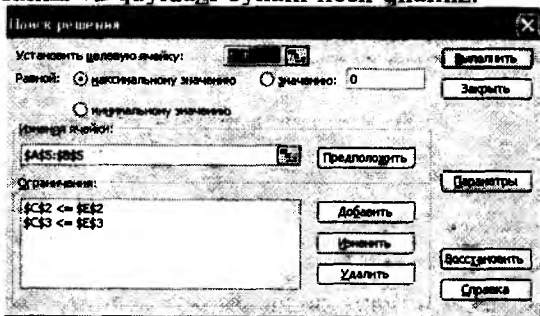 Поиск решения
Установить целевую ячейку:
Равной: максимальному значению значению: 0
минимальному значению
Изменяя ячейки:
$A$5:$B$5
Предположить
Ограничения:
$C$2 <= $E$2
$C$3 <= $E$3
Добавить
Изменить
Удалить
Выполнить
Закрыть
Параметры
Восстановить
Справка